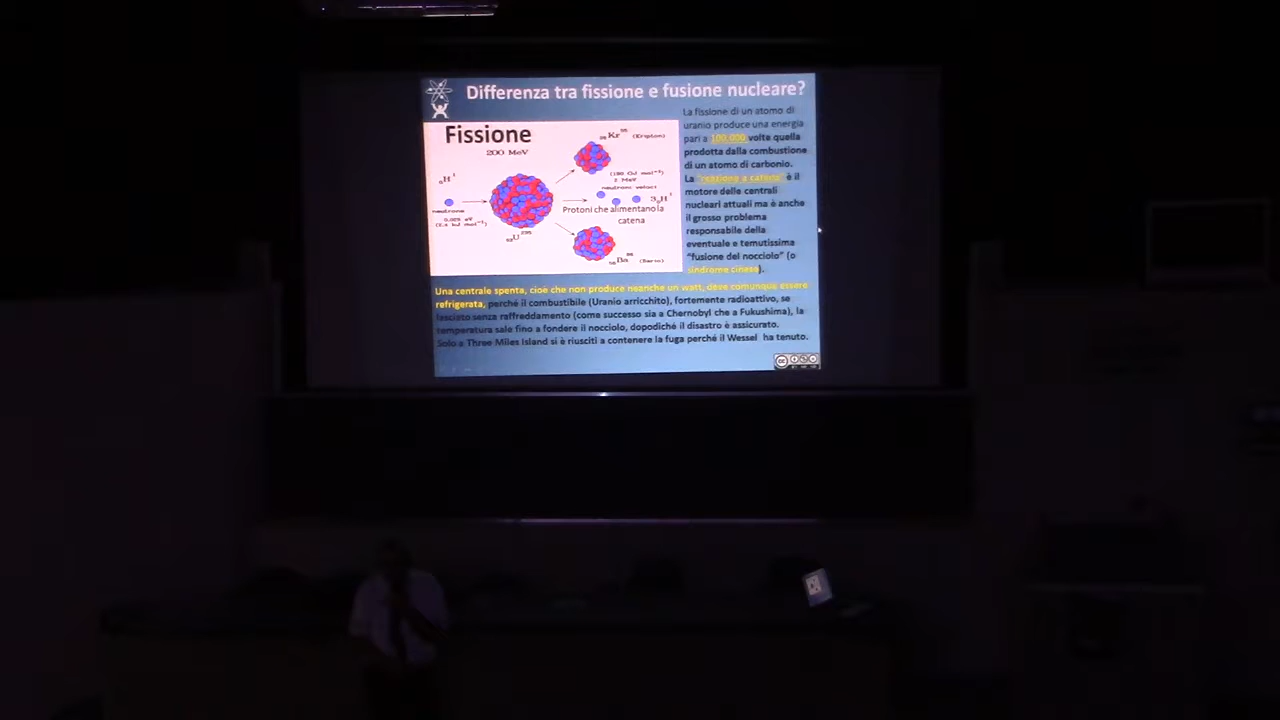 Differenza tra fissione e fusione nucleare?
Fissione
200 MeV
(Kripton)
neutroni veloci
Protoni che alimentano la
catena
neutrone
(Bario)
La fissione di un atomo di
uranio produce una energia
pari a 100.000 volte quella
prodotta dalla combustione
di un atomo di carbonio.
La "reazione a catena" è il
motore delle centrali
nucleari attuali ma è anche
il grosso problema
responsabile della
eventuale e temutissima
"fusione del nocciolo" (o
sindrome cinese).
Una centrale spenta, cioè che non produce neanche un watt, deve comunque essere
refrigerata, perché il combustibile (Uranio arricchito), fortemente radioattivo, se
lasciato senza raffreddamento (come successo sia a Chernobyl che a Fukushima), la
temperatura sale fino a fondere il nocciolo, dopodiché il disastro è assicurato.
Solo a Three Miles Island si è riusciti a contenere la fuga perché il Wessel ha tenuto.